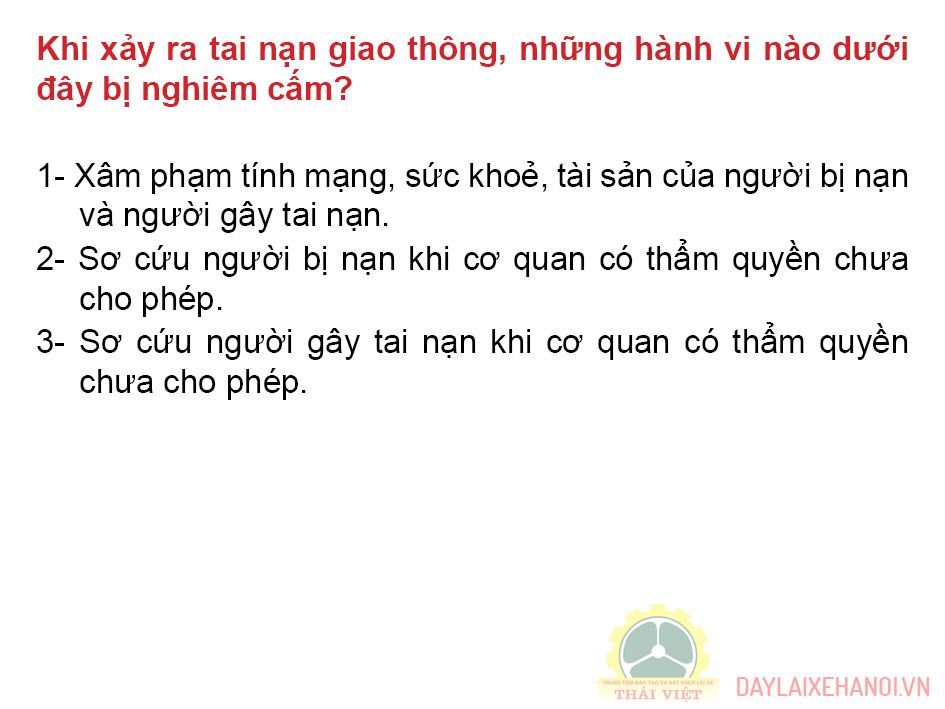 Khi xảy ra tai nạn giao thông, những hành vi nào dưới
đây bị nghiêm cấm?
1- Xâm phạm tính mạng, sức khoẻ, tài sản của người bị nạn
và người gây tai nạn.
2- Sơ cứu người bị nạn khi cơ quan có thẩm quyền chưa
cho phép.
3- Sơ cứu người gây tai nạn khi cơ quan có thẩm quyền
chưa cho phép.
TRUNG TÂM ĐÀO TẠO VÀ SÁT HẠCH LÁI XE
THÁI VIỆT
DAYLAIXEHANOI.VN